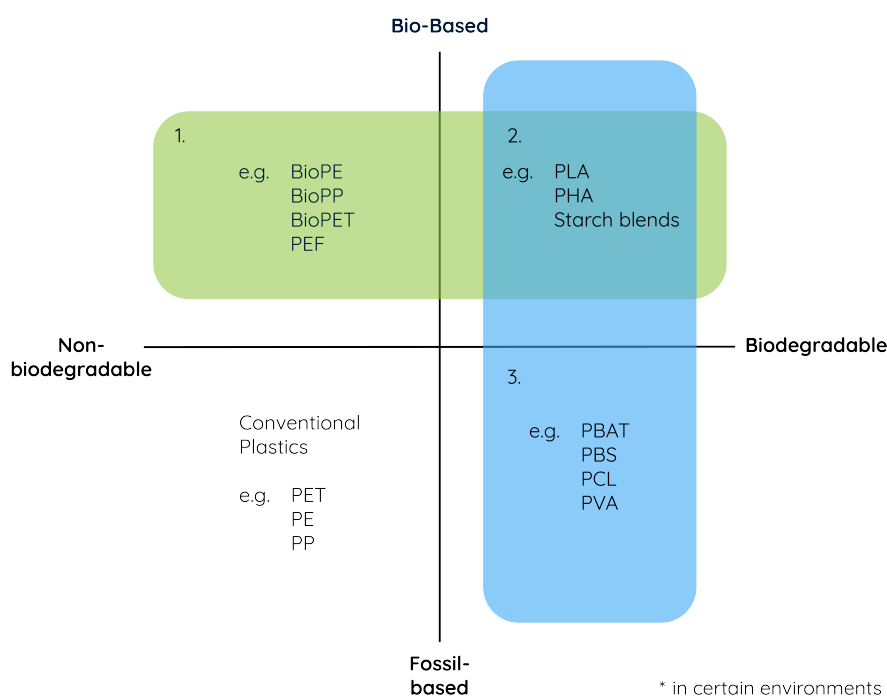 Bio-Based
1.
e.g. BioPE
BioPP
BioPET
PEF
2.
e.g. PLA
PHA
Starch blends
Non-
biodegradable
Biodegradable
Conventional
Plastics
e.g. PET
PE
PP
3.
e.g. PBAT
PBS
PCL
PVA
Fossil-
based
* in certain environments